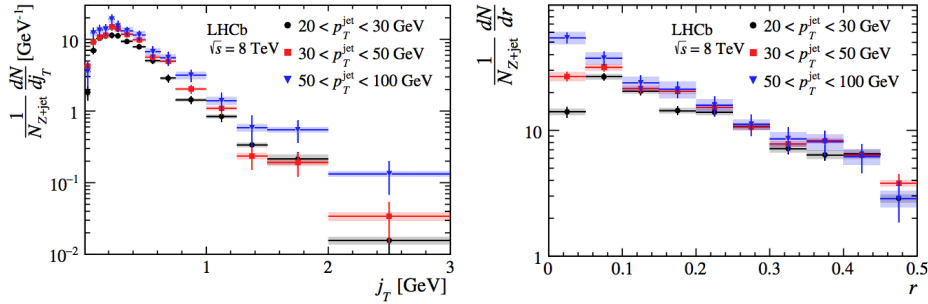 1/N_{Z+jet} dN/dj_T [GeV⁻¹]
10
1
10⁻¹
10⁻²
LHCb
√s = 8 TeV
20 < p_T^{jet} < 30 GeV
30 < p_T^{jet} < 50 GeV
50 < p_T^{jet} < 100 GeV
1 2 3
j_T [GeV]
1/N_{Z+jet} dN/dr
10
1
LHCb
√s = 8 TeV
20 < p_T^{jet} < 30 GeV
30 < p_T^{jet} < 50 GeV
50 < p_T^{jet} < 100 GeV
0 0.1 0.2 0.3 0.4 0.5
r